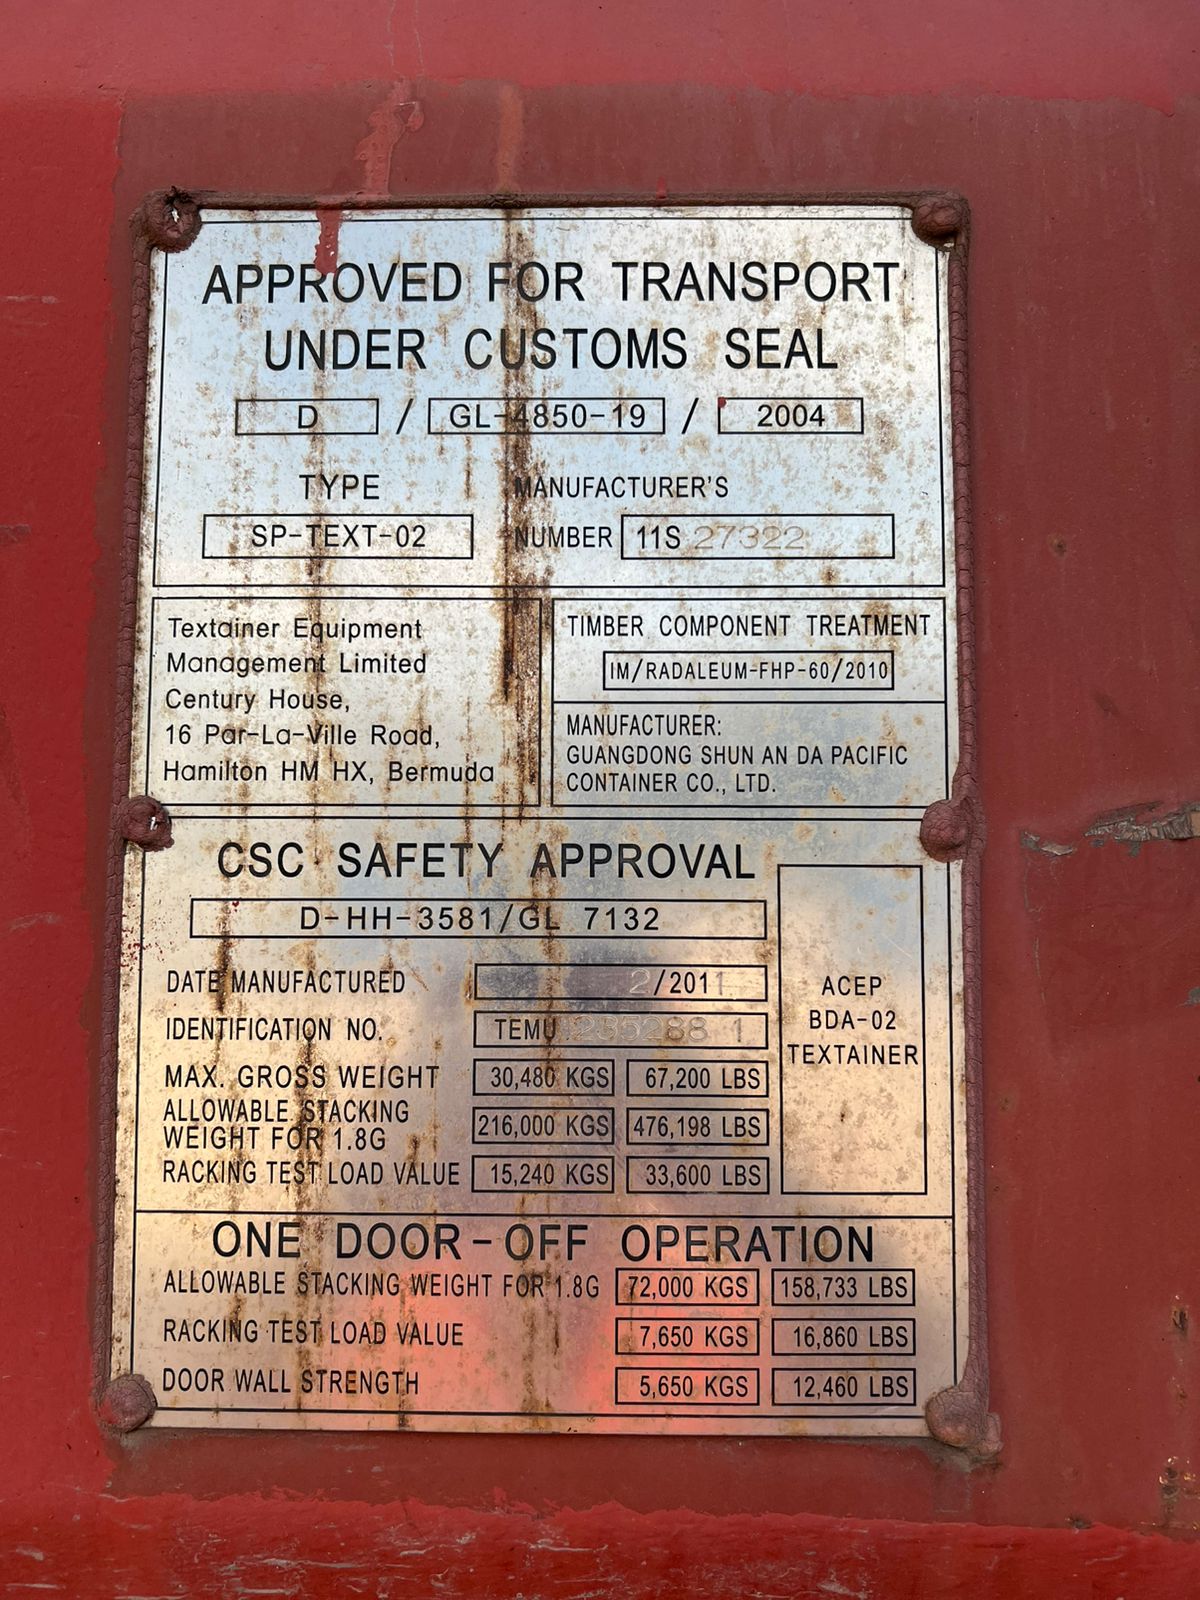 APPROVED FOR TRANSPORT
UNDER CUSTOMS SEAL
D / GL-4850-19 / 2004
TYPE
SP-TEXT-02
MANUFACTURER'S
NUMBER 11S 27322
Textainer Equipment
Management Limited
Century House,
16 Par-La-Ville Road,
Hamilton HM HX, Bermuda
TIMBER COMPONENT TREATMENT
IM/RADALEUM-FHP-60/2010
MANUFACTURER:
GUANGDONG SHUN AN DA PACIFIC
CONTAINER CO., LTD.
CSC SAFETY APPROVAL
D-HH-3581/GL 7132
DATE MANUFACTURED 2/2011
IDENTIFICATION NO. TEMU
MAX. GROSS WEIGHT 30,480 KGS 67,200 LBS
ALLOWABLE STACKING
WEIGHT FOR 1.8G 216,000 KGS 476,198 LBS
RACKING TEST LOAD VALUE 15,240 KGS 33,600 LBS
ACEP
BDA-02
TEXTAINER
ONE DOOR-OFF OPERATION
ALLOWABLE STACKING WEIGHT FOR 1.8G 72,000 KGS 158,733 LBS
RACKING TEST LOAD VALUE 7,650 KGS 16,860 LBS
DOOR WALL STRENGTH 5,650 KGS 12,460 LBS